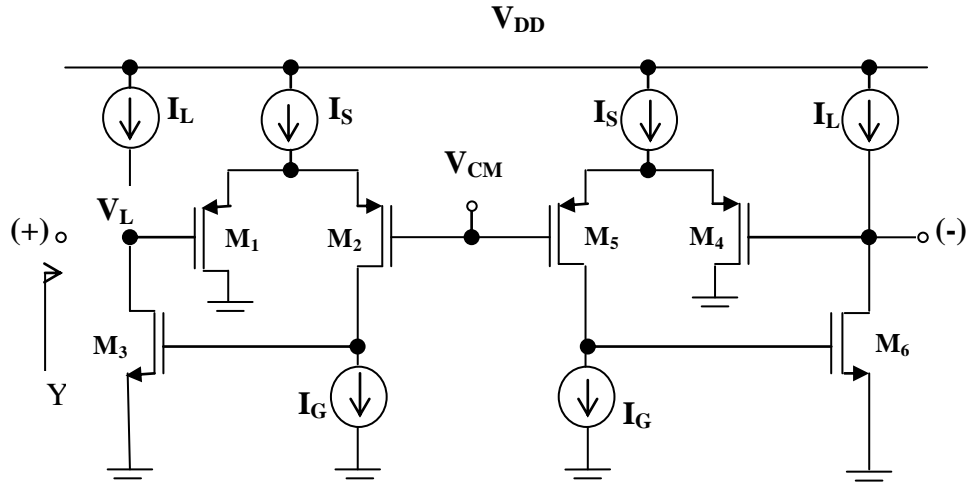 V_DD
I_L
I_S
I_S
I_L
V_CM
V_L
(+)
(-)
M_1
M_2
M_5
M_4
M_3
M_6
Y
I_G
I_G